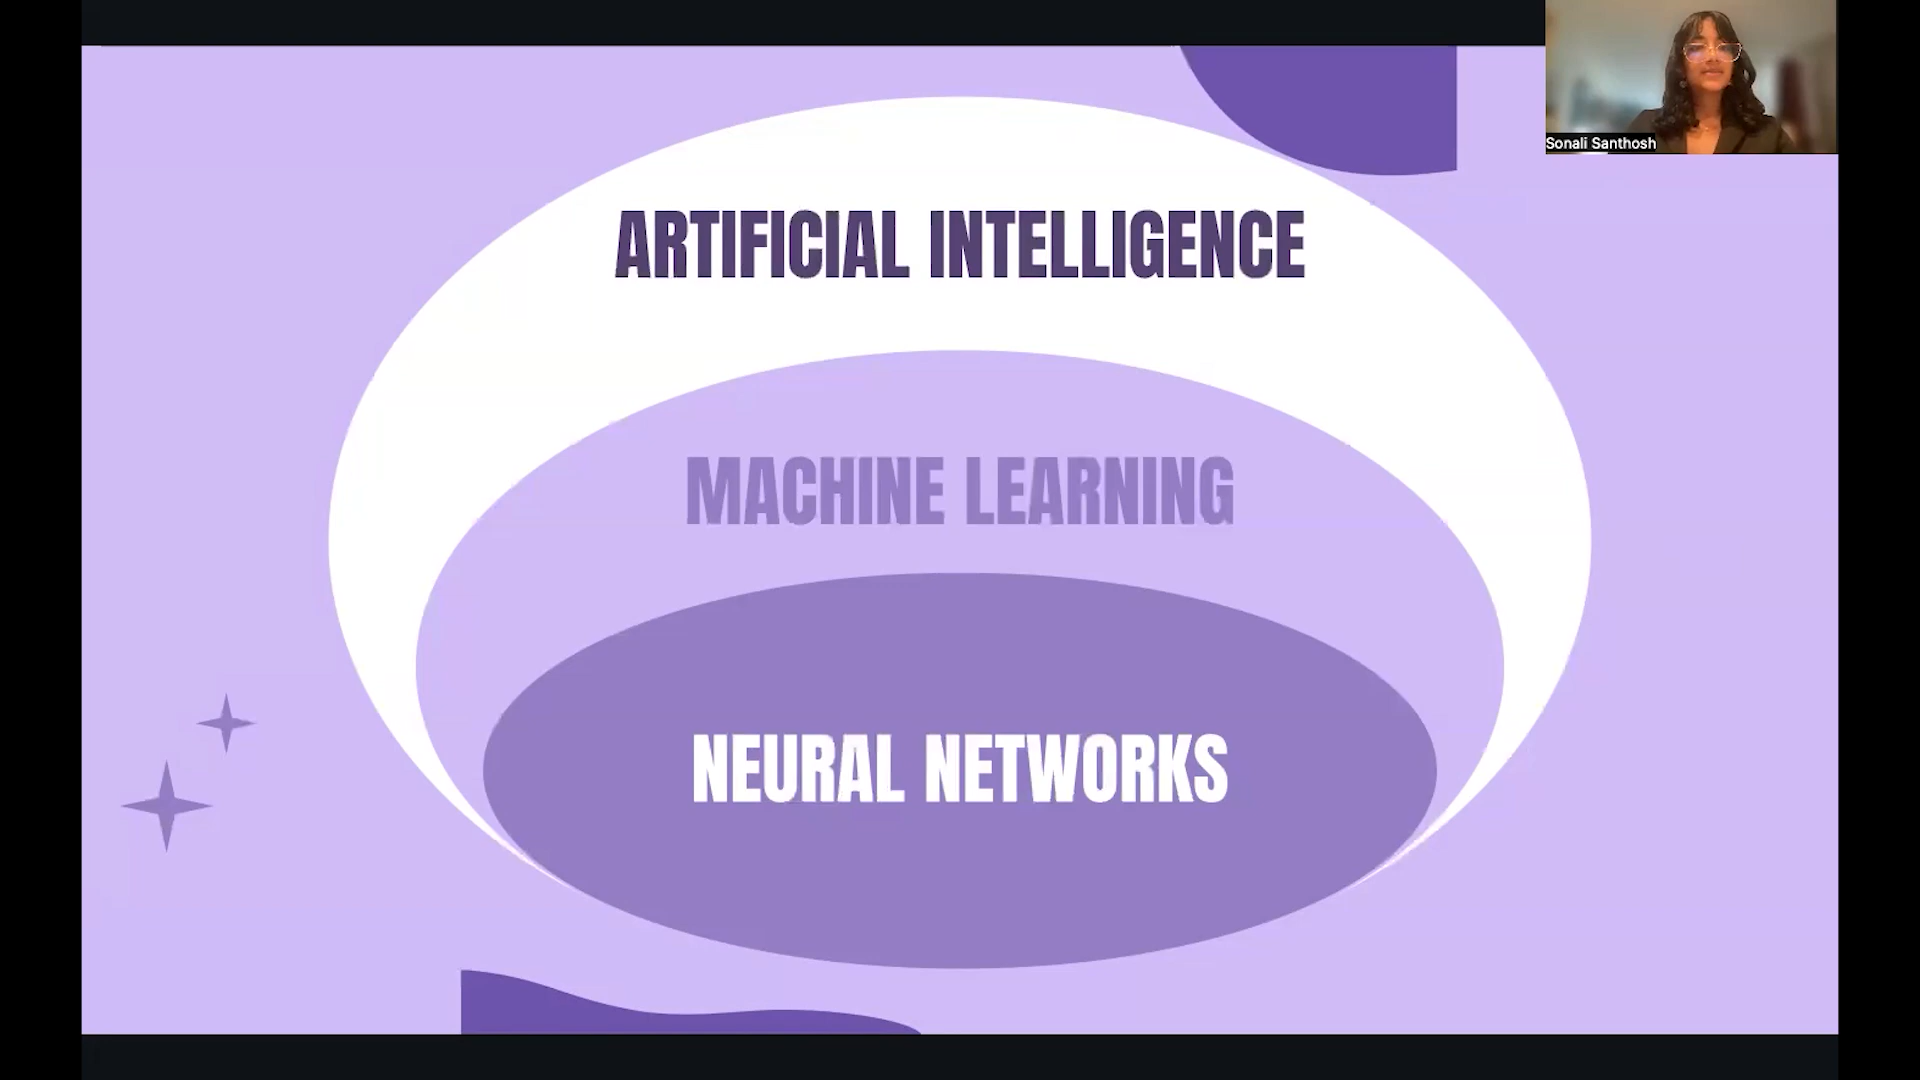 Sonali Santhosh
ARTIFICIAL INTELLIGENCE
MACHINE LEARNING
NEURAL NETWORKS